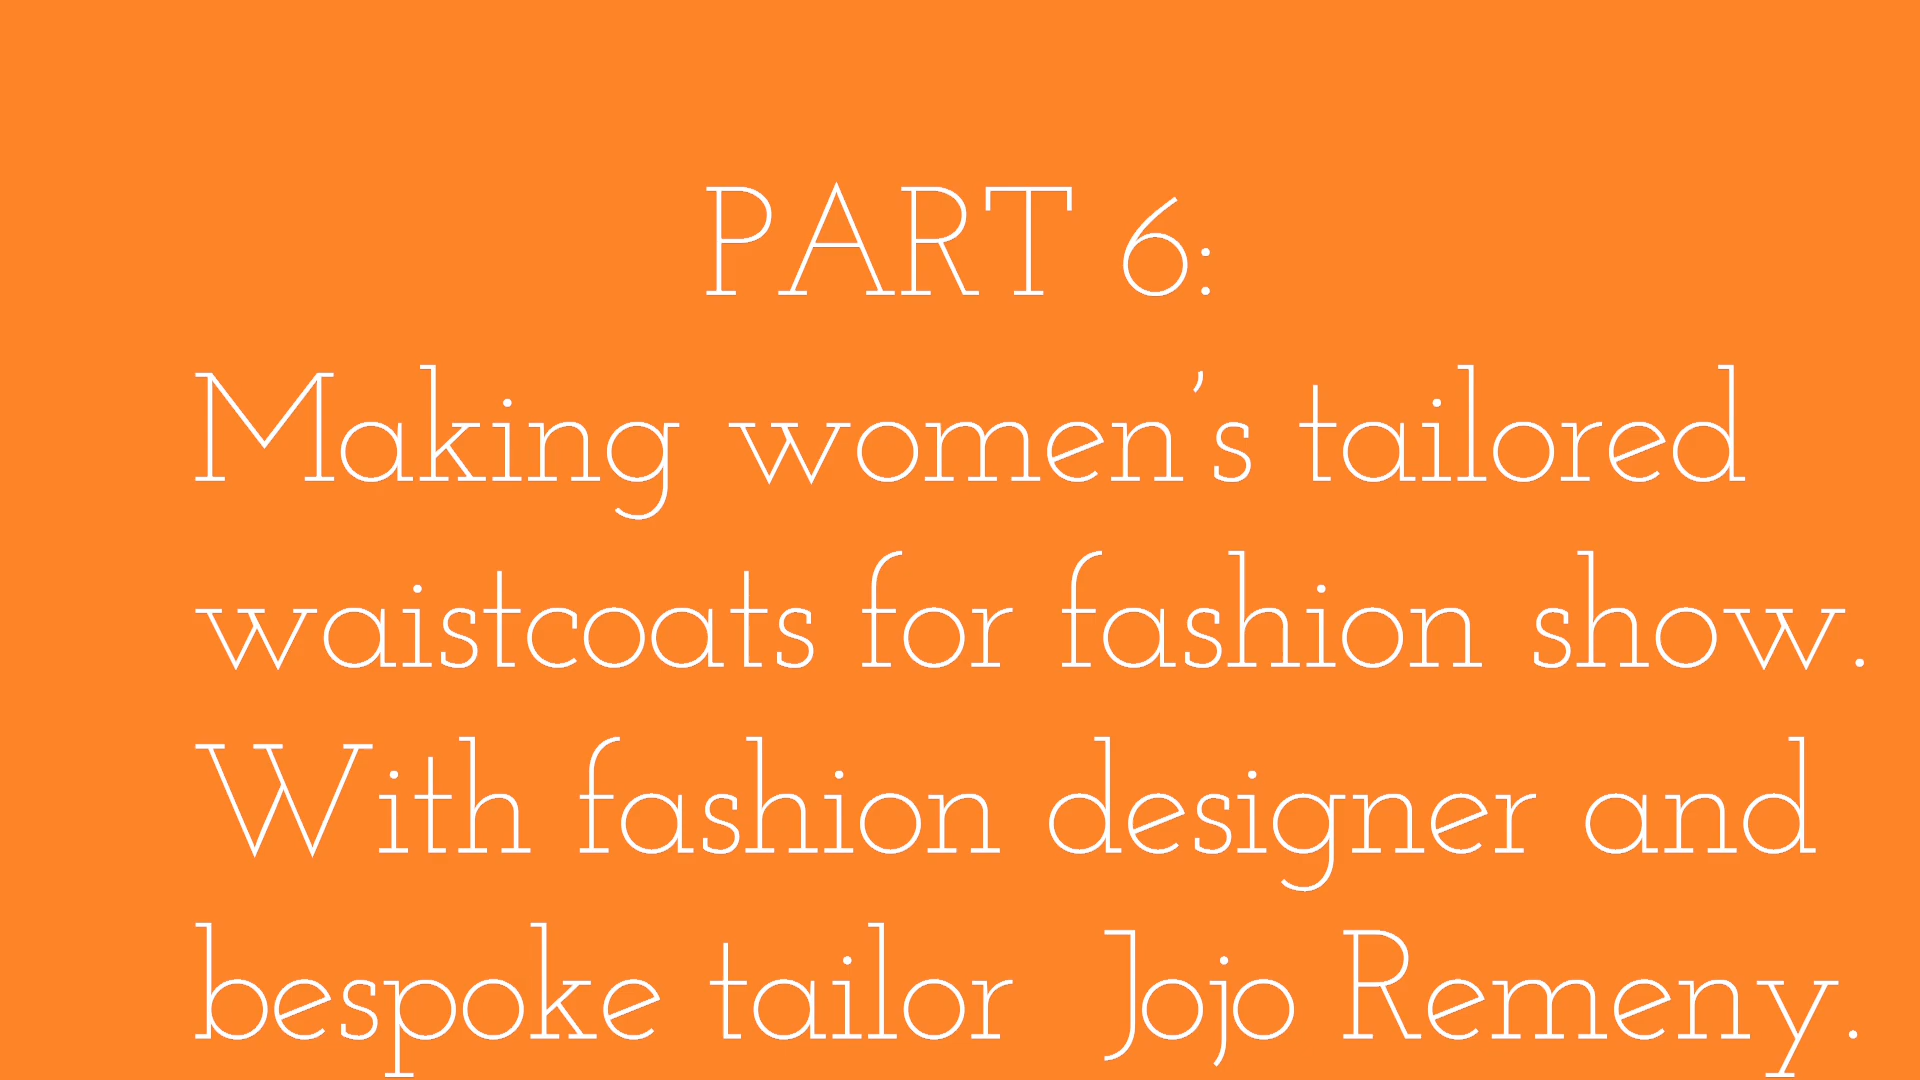 PART 6:
Making women's tailored
waistcoats for fashion show.
With fashion designer and
bespoke tailor  Jojo Remeny.